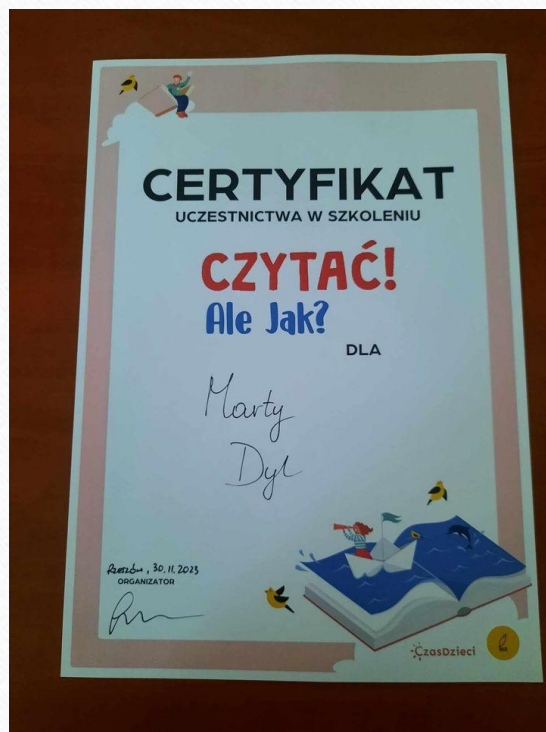 CERTYFIKAT
UCZESTNICTWA W SZKOLENIU
CZYTAĆ!
Ale Jak?
DLA
Marty
Dyl
Rzeszów, 30.11.2023
ORGANIZATOR
CzasDzieci